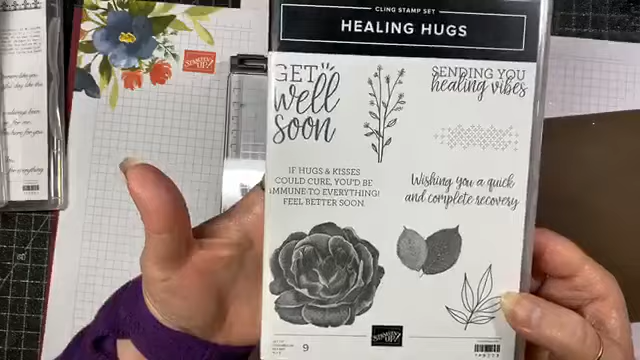 CLING STAMP SET
HEALING HUGS
GET
well
soon
SENDING YOU
healing vibes
IF HUGS & KISSES
COULD CURE, YOU'D BE
IMMUNE TO EVERYTHING!
FEEL BETTER SOON.
Wishing you a quick
and complete recovery
STAMPIN' UP!
9
STAMPIN' UP!